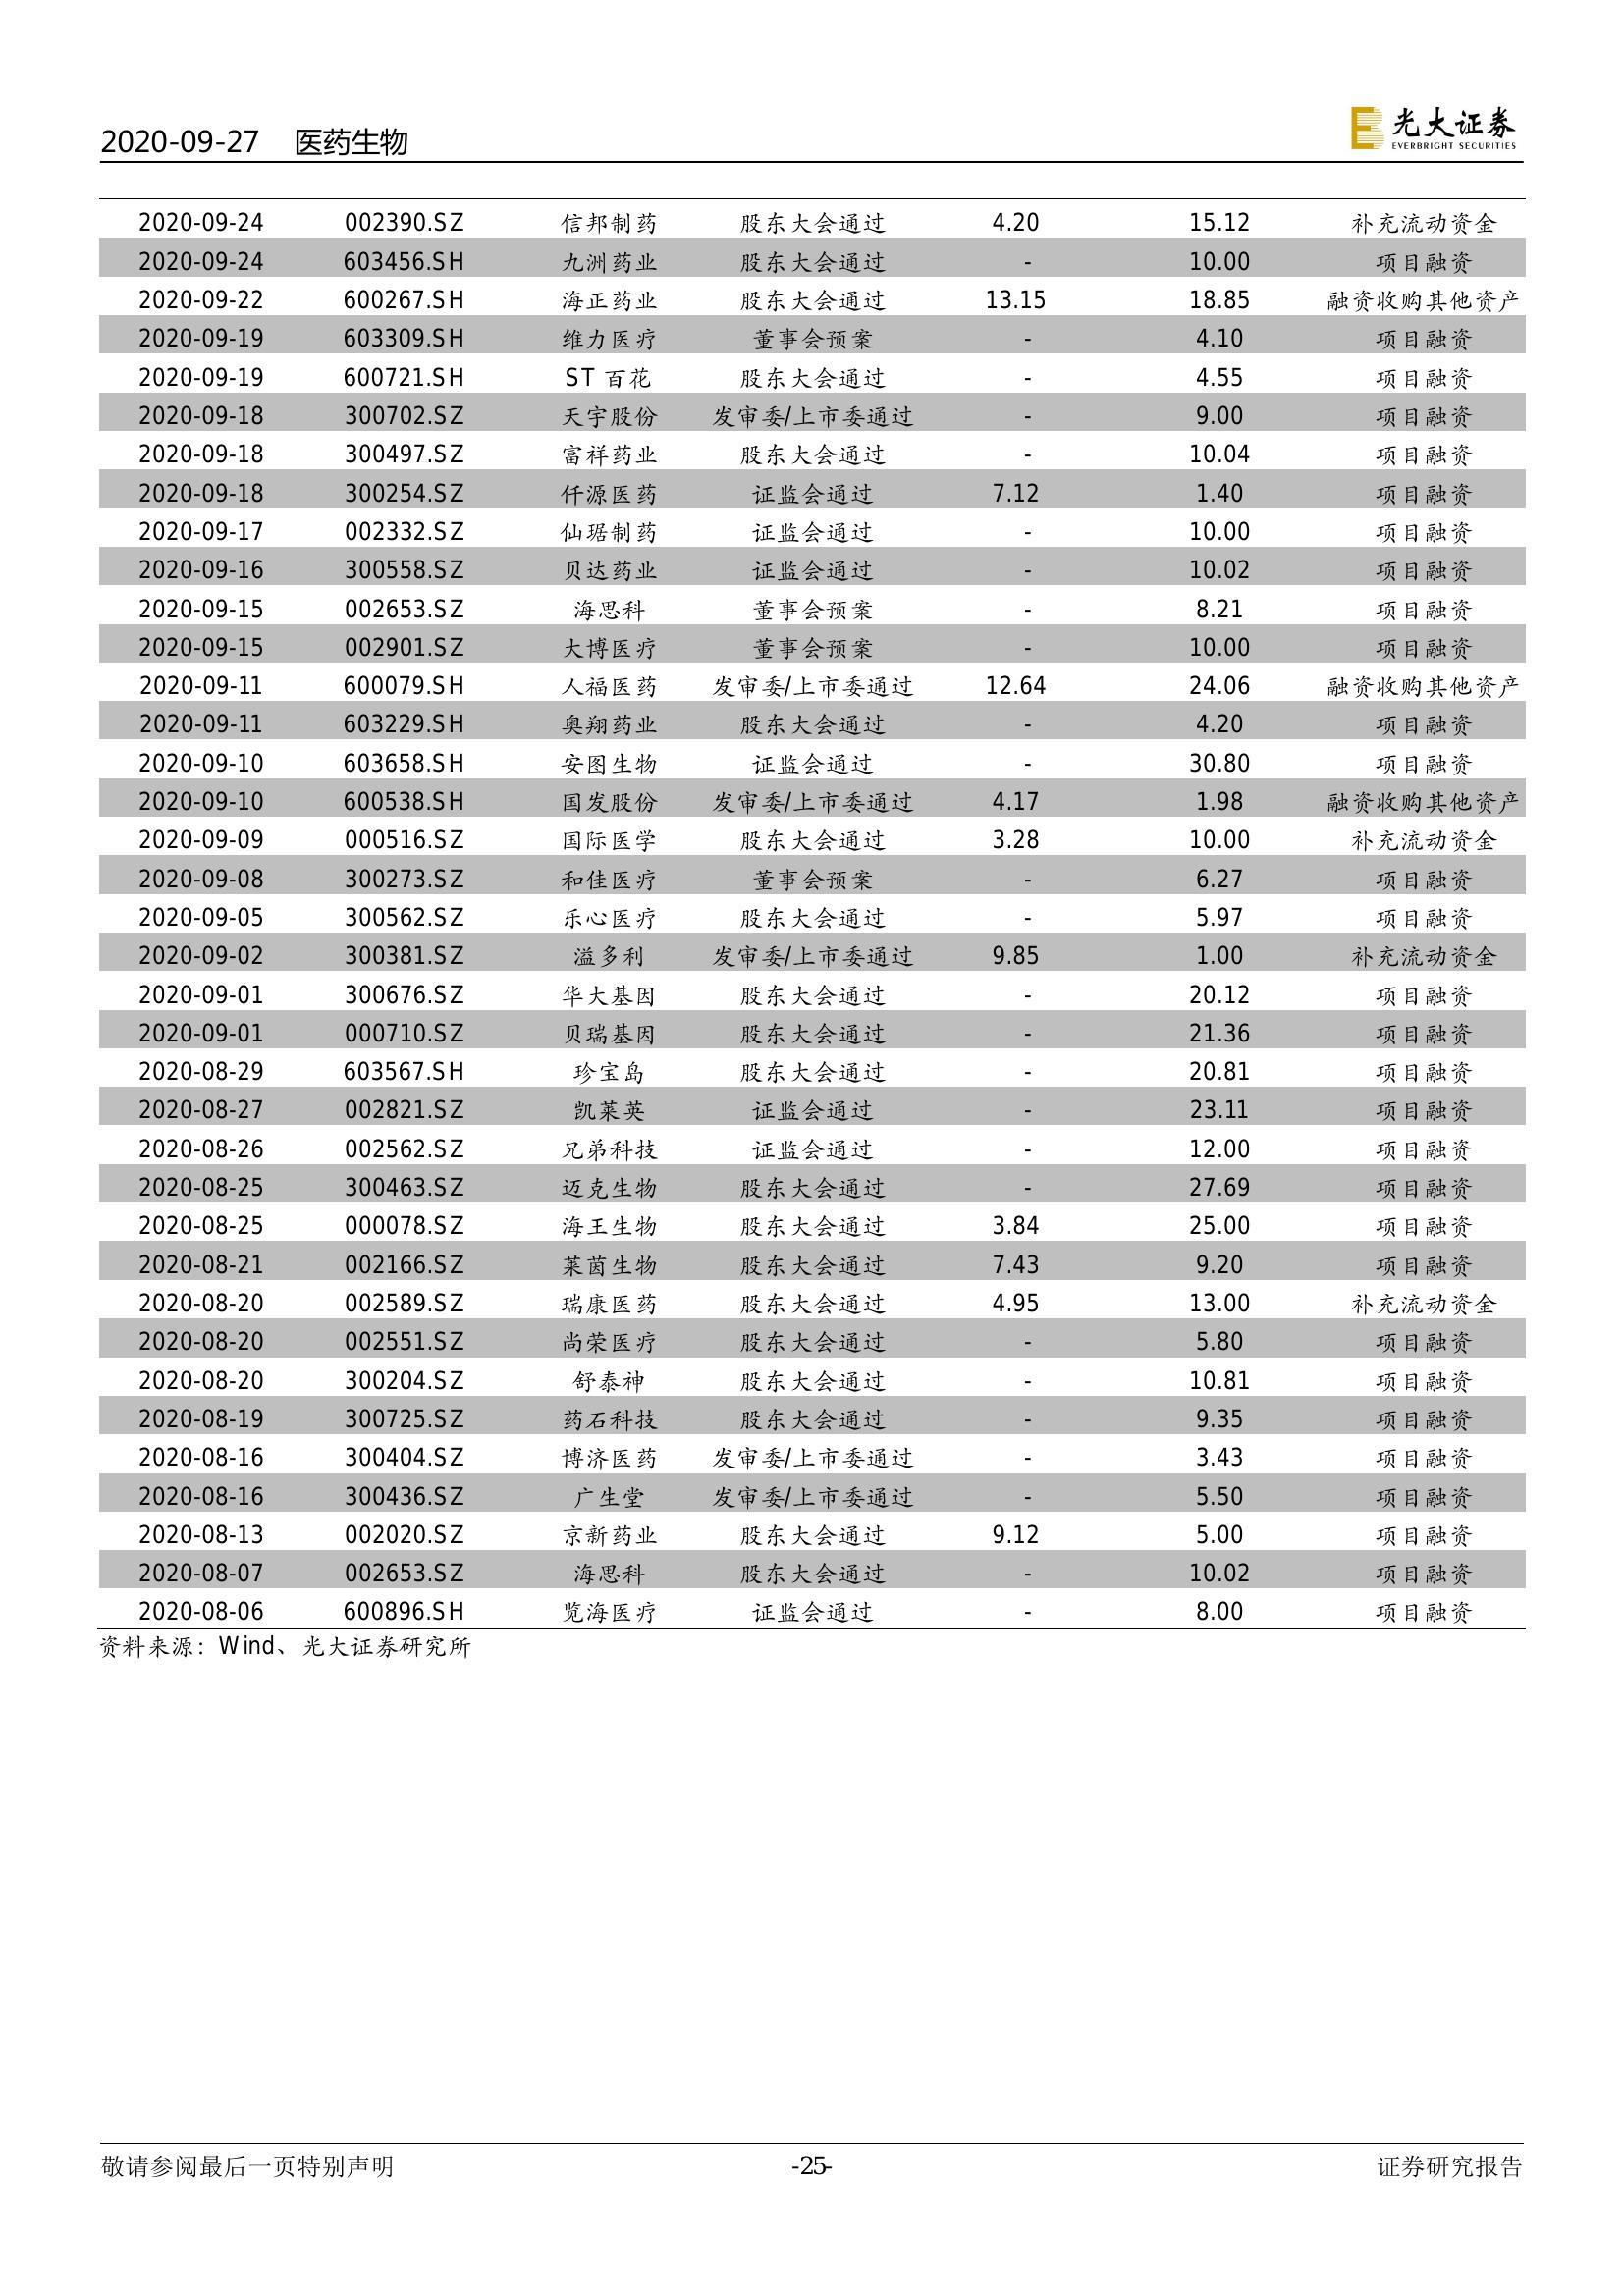 2020-09-27 医药生物
光大证券
EVERBRIGHT SECURITIES
2020-09-24 002390.SZ 信邦制药 股东大会通过 4.20 15.12 补充流动资金
2020-09-24 603456.SH 九洲药业 股东大会通过 - 10.00 项目融资
2020-09-22 600267.SH 海正药业 股东大会通过 13.15 18.85 融资收购其他资产
2020-09-19 603309.SH 维力医疗 董事会预案 - 4.10 项目融资
2020-09-19 600721.SH ST 百花 股东大会通过 - 4.55 项目融资
2020-09-18 300702.SZ 天宇股份 发审委/上市委通过 - 9.00 项目融资
2020-09-18 300497.SZ 富祥药业 股东大会通过 - 10.04 项目融资
2020-09-18 300254.SZ 仟源医药 证监会通过 7.12 1.40 项目融资
2020-09-17 002332.SZ 仙琚制药 证监会通过 - 10.00 项目融资
2020-09-16 300558.SZ 贝达药业 证监会通过 - 10.02 项目融资
2020-09-15 002653.SZ 海思科 董事会预案 - 8.21 项目融资
2020-09-15 002901.SZ 大博医疗 董事会预案 - 10.00 项目融资
2020-09-11 600079.SH 人福医药 发审委/上市委通过 12.64 24.06 融资收购其他资产
2020-09-11 603229.SH 奥翔药业 股东大会通过 - 4.20 项目融资
2020-09-10 603658.SH 安图生物 证监会通过 - 30.80 项目融资
2020-09-10 600538.SH 国发股份 发审委/上市委通过 4.17 1.98 融资收购其他资产
2020-09-09 000516.SZ 国际医学 股东大会通过 3.28 10.00 补充流动资金
2020-09-08 300273.SZ 和佳医疗 董事会预案 - 6.27 项目融资
2020-09-05 300562.SZ 乐心医疗 股东大会通过 - 5.97 项目融资
2020-09-02 300381.SZ 溢多利 发审委/上市委通过 9.85 1.00 补充流动资金
2020-09-01 300676.SZ 华大基因 股东大会通过 - 20.12 项目融资
2020-09-01 000710.SZ 贝瑞基因 股东大会通过 - 21.36 项目融资
2020-08-29 603567.SH 珍宝岛 股东大会通过 - 20.81 项目融资
2020-08-27 002821.SZ 凯莱英 证监会通过 - 23.11 项目融资
2020-08-26 002562.SZ 兄弟科技 证监会通过 - 12.00 项目融资
2020-08-25 300463.SZ 迈克生物 股东大会通过 - 27.69 项目融资
2020-08-25 000078.SZ 海王生物 股东大会通过 3.84 25.00 项目融资
2020-08-21 002166.SZ 莱茵生物 股东大会通过 7.43 9.20 项目融资
2020-08-20 002589.SZ 瑞康医药 股东大会通过 4.95 13.00 补充流动资金
2020-08-20 002551.SZ 尚荣医疗 股东大会通过 - 5.80 项目融资
2020-08-20 300204.SZ 舒泰神 股东大会通过 - 10.81 项目融资
2020-08-19 300725.SZ 药石科技 股东大会通过 - 9.35 项目融资
2020-08-16 300404.SZ 博济医药 发审委/上市委通过 - 3.43 项目融资
2020-08-16 300436.SZ 广生堂 发审委/上市委通过 - 5.50 项目融资
2020-08-13 002020.SZ 京新药业 股东大会通过 9.12 5.00 项目融资
2020-08-07 002653.SZ 海思科 股东大会通过 - 10.02 项目融资
2020-08-06 600896.SH 览海医疗 证监会通过 - 8.00 项目融资
资料来源：Wind、光大证券研究所
敬请参阅最后一页特别声明 -25- 证券研究报告